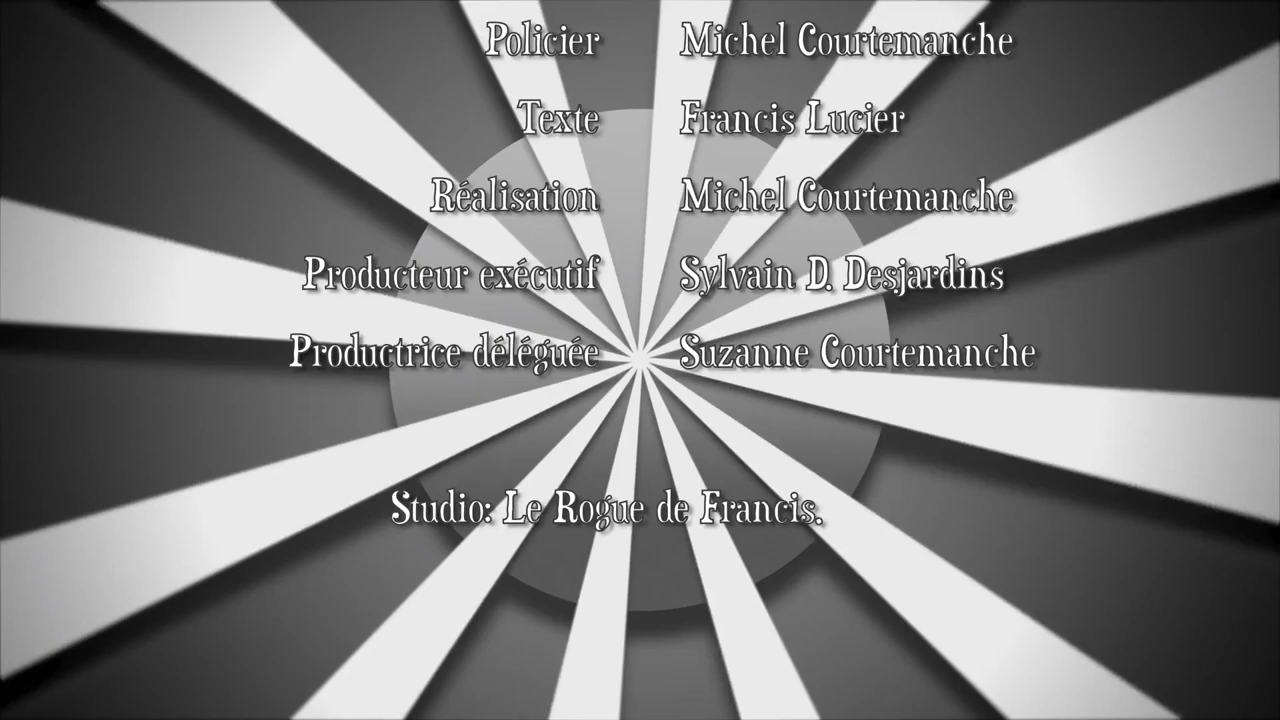 Policier Michel Courtemanche
Texte Francis Lucier
Réalisation Michel Courtemanche
Producteur exécutif Sylvain D. Desjardins
Productrice déléguée Suzanne Courtemanche
Studio: Le Rogue de Francis.